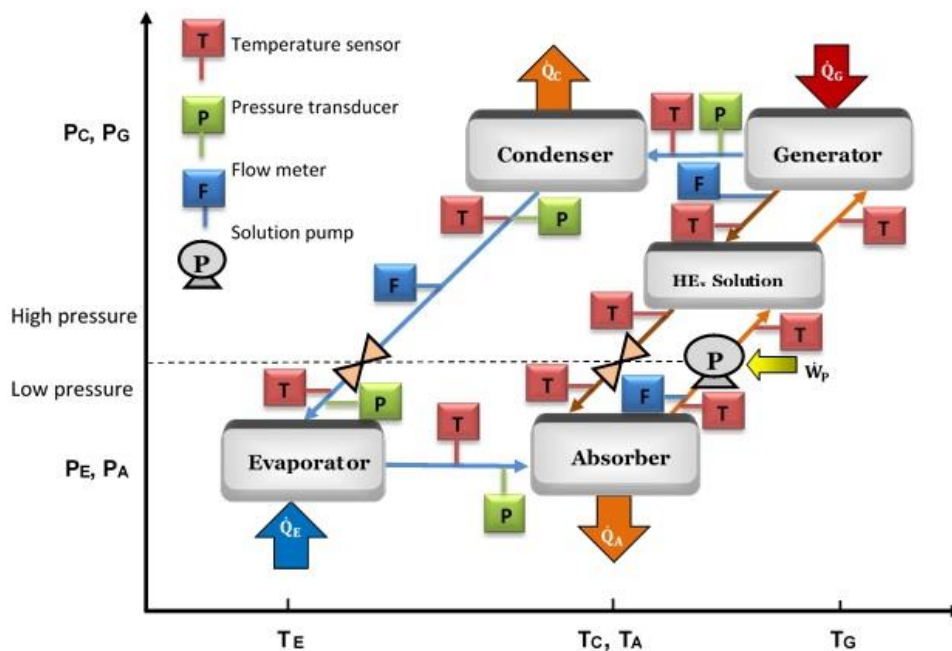 T
Temperature sensor
P
Pressure transducer
F
Flow meter
P
Solution pump
Q̇C
Q̇G
PC, PG
Condenser
T
P
Generator
F
T
P
T
T
HEx Solution
F
T
T
High pressure
P
ẆP
Low pressure
T
P
T
F
T
T
PE, PA
Evaporator
Absorber
P
Q̇E
Q̇A
TE
TC, TA
TG